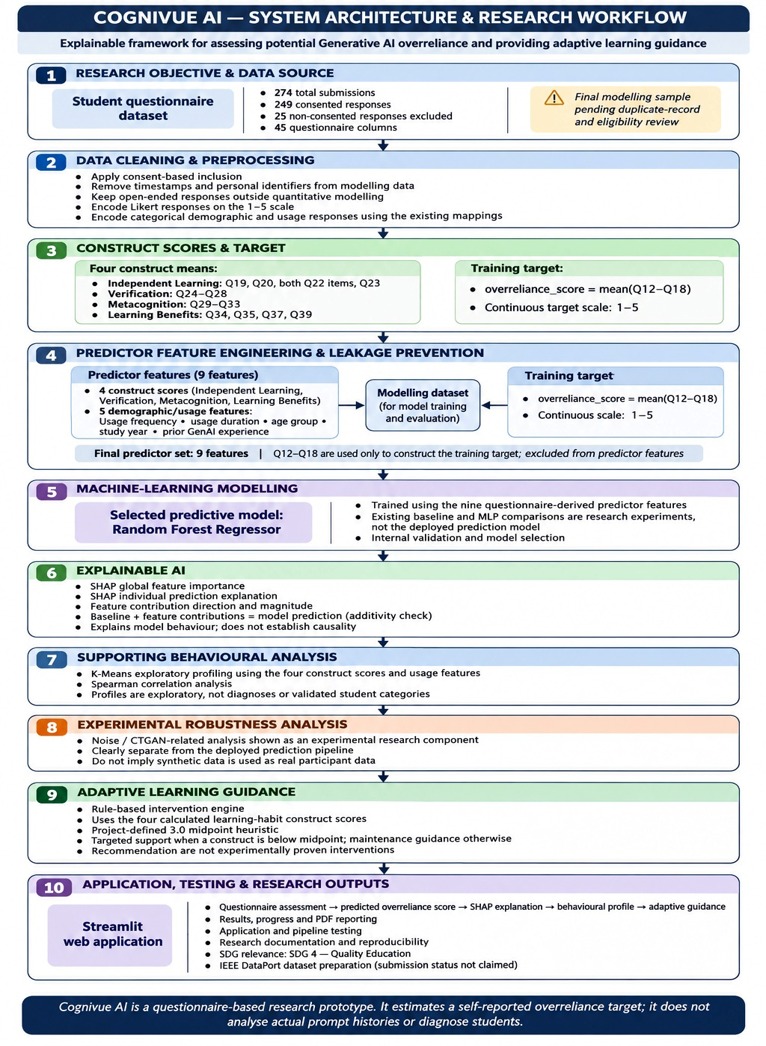 COGNIVUE AI — SYSTEM ARCHITECTURE & RESEARCH WORKFLOW
Explainable framework for assessing potential Generative AI overreliance and providing adaptive learning guidance
1 RESEARCH OBJECTIVE & DATA SOURCE
Student questionnaire
dataset
• 274 total submissions
• 249 consented responses
• 25 non-consented responses excluded
• 45 questionnaire columns
Final modelling sample
pending duplicate-record
and eligibility review
2 DATA CLEANING & PREPROCESSING
• Apply consent-based inclusion
• Remove timestamps and personal identifiers from modelling data
• Keep open-ended responses outside quantitative modelling
• Encode Likert responses on the 1–5 scale
• Encode categorical demographic and usage responses using the existing mappings
3 CONSTRUCT SCORES & TARGET
Four construct means:
• Independent Learning: Q19, Q20, both Q22 items, Q23
• Verification: Q24–Q28
• Metacognition: Q29–Q33
• Learning Benefits: Q34, Q35, Q37, Q39
Training target:
• overreliance_score = mean(Q12–Q18)
• Continuous target scale: 1–5
4 PREDICTOR FEATURE ENGINEERING & LEAKAGE PREVENTION
Predictor features (9 features)
• 4 construct scores (Independent Learning,
Verification, Metacognition, Learning Benefits)
• 5 demographic/usage features:
Usage frequency • usage duration • age group •
study year • prior GenAI experience
Modelling dataset
(for model training
and evaluation)
Training target
• overreliance_score = mean(Q12–Q18)
• Continuous scale: 1–5
Final predictor set: 9 features | Q12–Q18 are used only to construct the training target; excluded from predictor features
5 MACHINE-LEARNING MODELLING
Selected predictive model:
Random Forest Regressor
• Trained using the nine questionnaire-derived predictor features
• Existing baseline and MLP comparisons are research experiments,
not the deployed prediction model
• Internal validation and model selection
6 EXPLAINABLE AI
• SHAP global feature importance
• SHAP individual prediction explanation
• Feature contribution direction and magnitude
• Baseline + feature contributions = model prediction (additivity check)
• Explains model behaviour; does not establish causality
7 SUPPORTING BEHAVIOURAL ANALYSIS
• K-Means exploratory profiling using the four construct scores and usage features
• Spearman correlation analysis
• Profiles are exploratory, not diagnoses or validated student categories
8 EXPERIMENTAL ROBUSTNESS ANALYSIS
• Noise / CTGAN-related analysis shown as an experimental research component
• Clearly separate from the deployed prediction pipeline
• Do not imply synthetic data is used as real participant data
9 ADAPTIVE LEARNING GUIDANCE
• Rule-based intervention engine
• Uses the four calculated learning-habit construct scores
• Project-defined 3.0 midpoint heuristic
• Targeted support when a construct is below midpoint; maintenance guidance otherwise
• Recommendation are not experimentally proven interventions
10 APPLICATION, TESTING & RESEARCH OUTPUTS
Streamlit
web application
• Questionnaire assessment → predicted overreliance score → SHAP explanation → behavioural profile → adaptive guidance
• Results, progress and PDF reporting
• Application and pipeline testing
• Research documentation and reproducibility
• SDG relevance: SDG 4 — Quality Education
• IEEE DataPort dataset preparation (submission status not claimed)
Cognivue AI is a questionnaire-based research prototype. It estimates a self-reported overreliance target; it does not
analyse actual prompt histories or diagnose students.